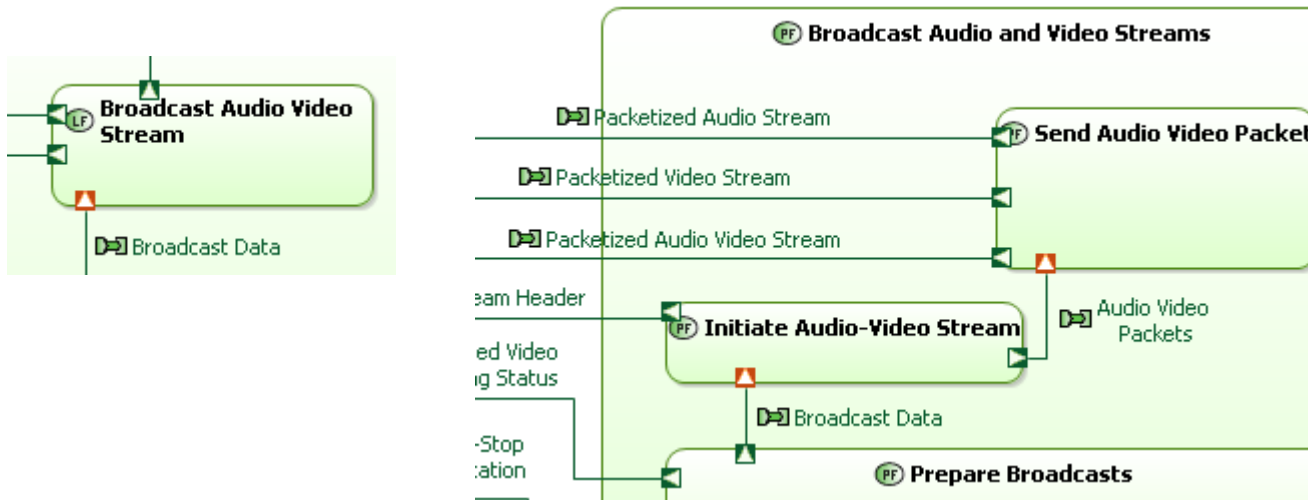 LF Broadcast Audio Video
Stream
Broadcast Data
PF Broadcast Audio and Video Streams
Packetized Audio Stream
PF Send Audio Video Packet
Packetized Video Stream
Packetized Audio Video Stream
eam Header
PF Initiate Audio-Video Stream
Audio Video
Packets
ed Video
g Status
Broadcast Data
-Stop
ation
PF Prepare Broadcasts